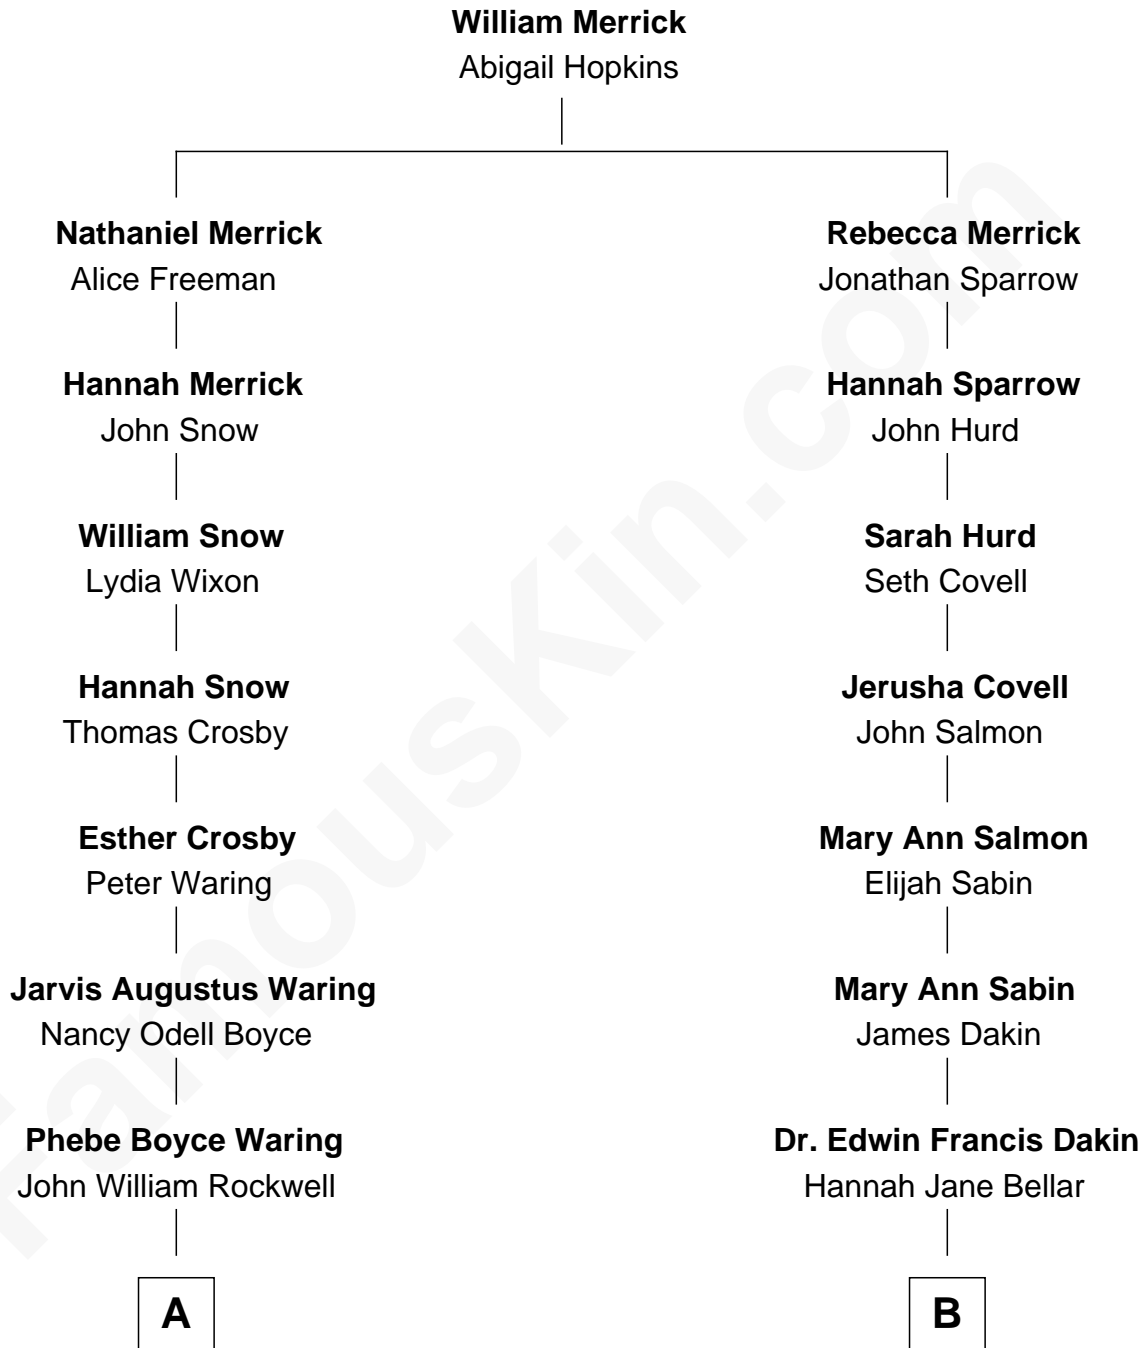 William Merrick
Abigail Hopkins
Nathaniel Merrick
Alice Freeman
Rebecca Merrick
Jonathan Sparrow
Hannah Merrick
John Snow
Hannah Sparrow
John Hurd
William Snow
Lydia Wixon
Sarah Hurd
Seth Covell
Hannah Snow
Thomas Crosby
Jerusha Covell
John Salmon
Esther Crosby
Peter Waring
Mary Ann Salmon
Elijah Sabin
Jarvis Augustus Waring
Nancy Odell Boyce
Mary Ann Sabin
James Dakin
Phebe Boyce Waring
John William Rockwell
Dr. Edwin Francis Dakin
Hannah Jane Bellar
A
B
FamousKin.com